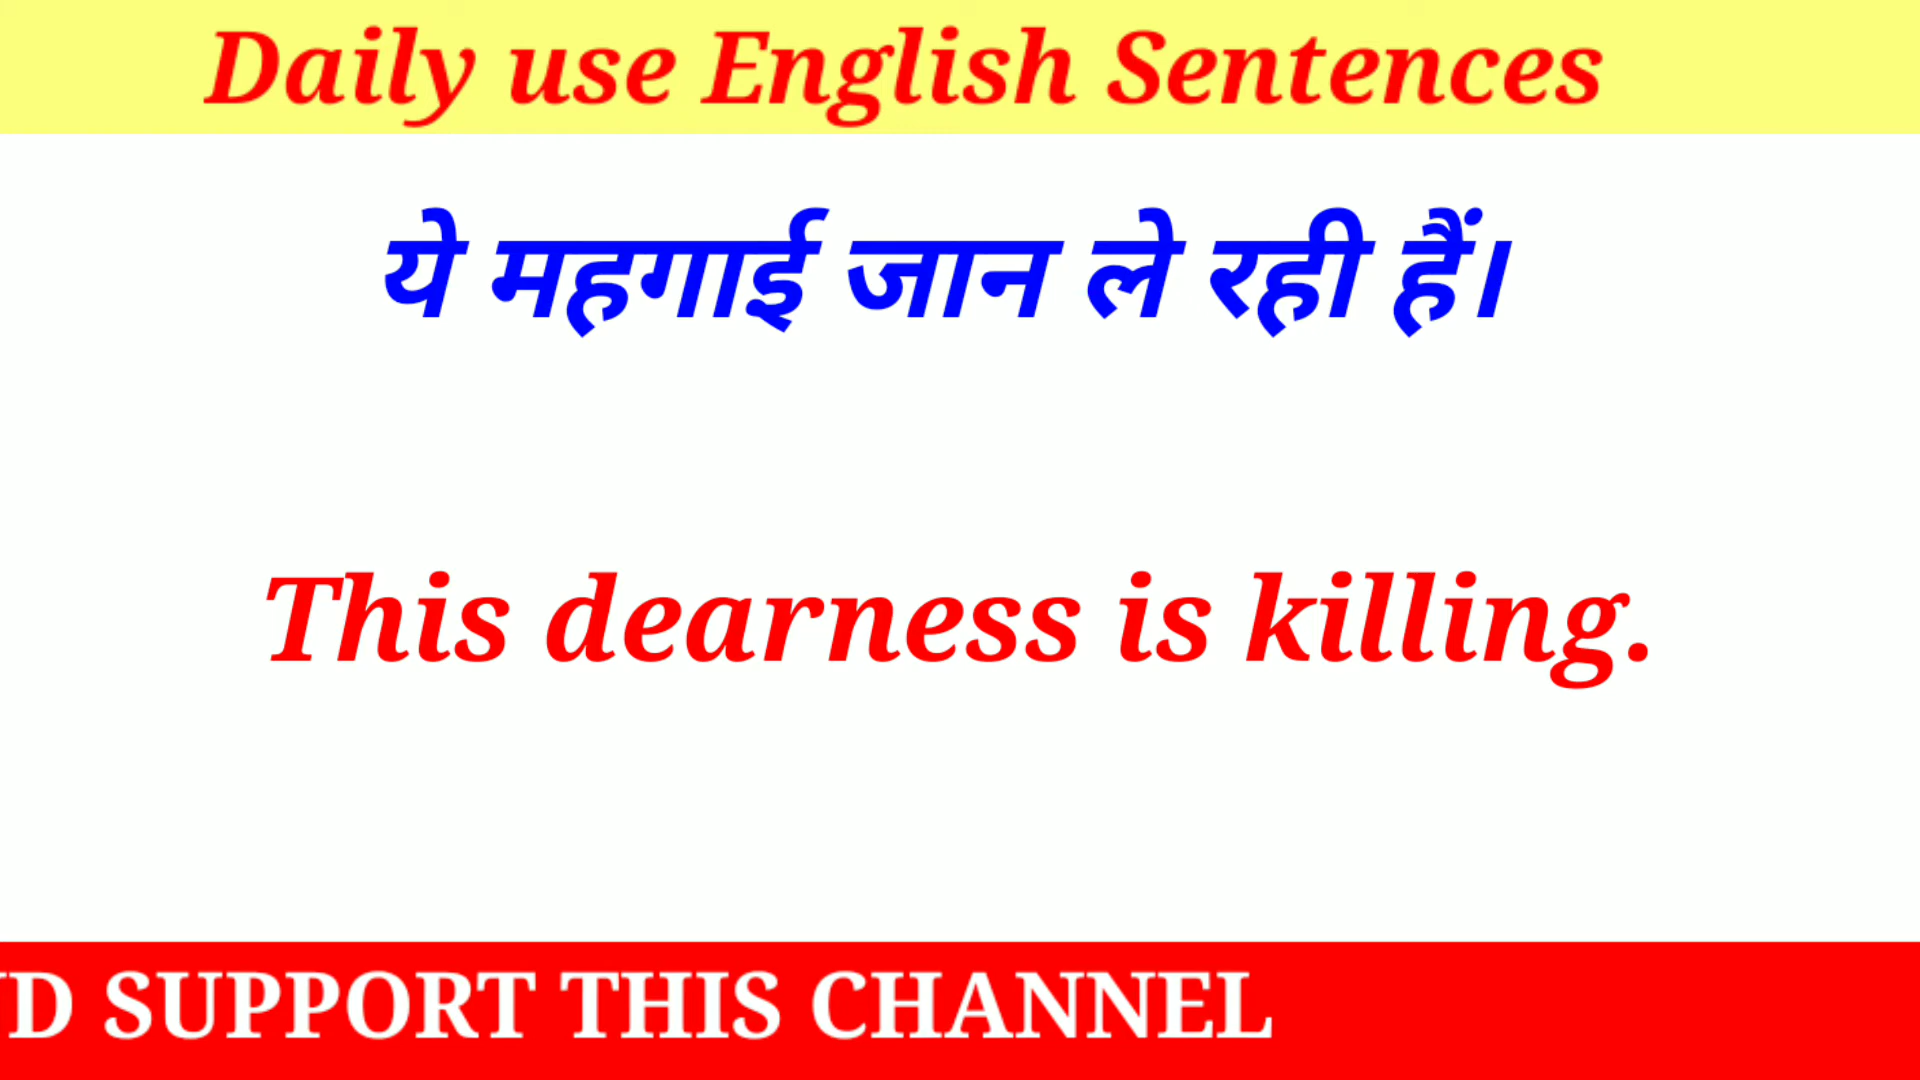 Daily use English Sentences
ये महगाई जान ले रही हैं।
This dearness is killing.
D SUPPORT THIS CHANNEL